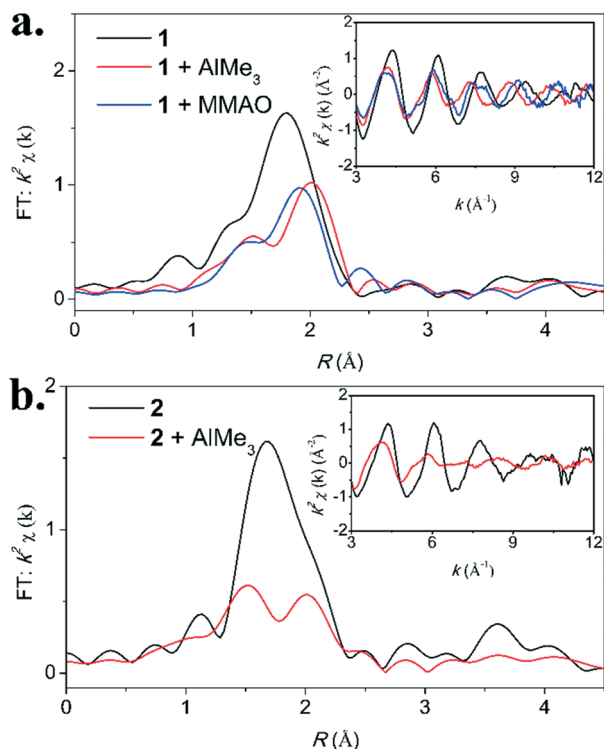 a.
1
1 + AlMe₃
1 + MMAO
FT: k² χ (k)
2
1
0
0
1
2
3
4
R (Å)
k² χ (k) (Å⁻²)
2
1
0
-1
-2
3
6
9
12
k (Å⁻¹)
b.
2
2 + AlMe₃
FT: k² χ (k)
2
1
0
0
1
2
3
4
R (Å)
k² χ (k) (Å⁻²)
2
1
0
-1
-2
3
6
9
12
k (Å⁻¹)